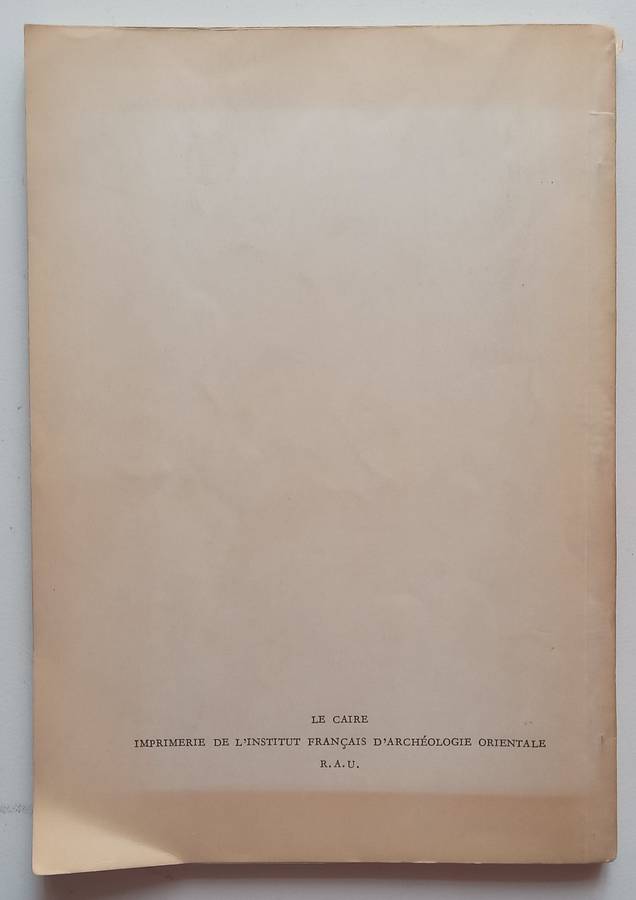 LE CAIRE
IMPRIMERIE DE L'INSTITUT FRANÇAIS D'ARCHÉOLOGIE ORIENTALE
R.A.U.